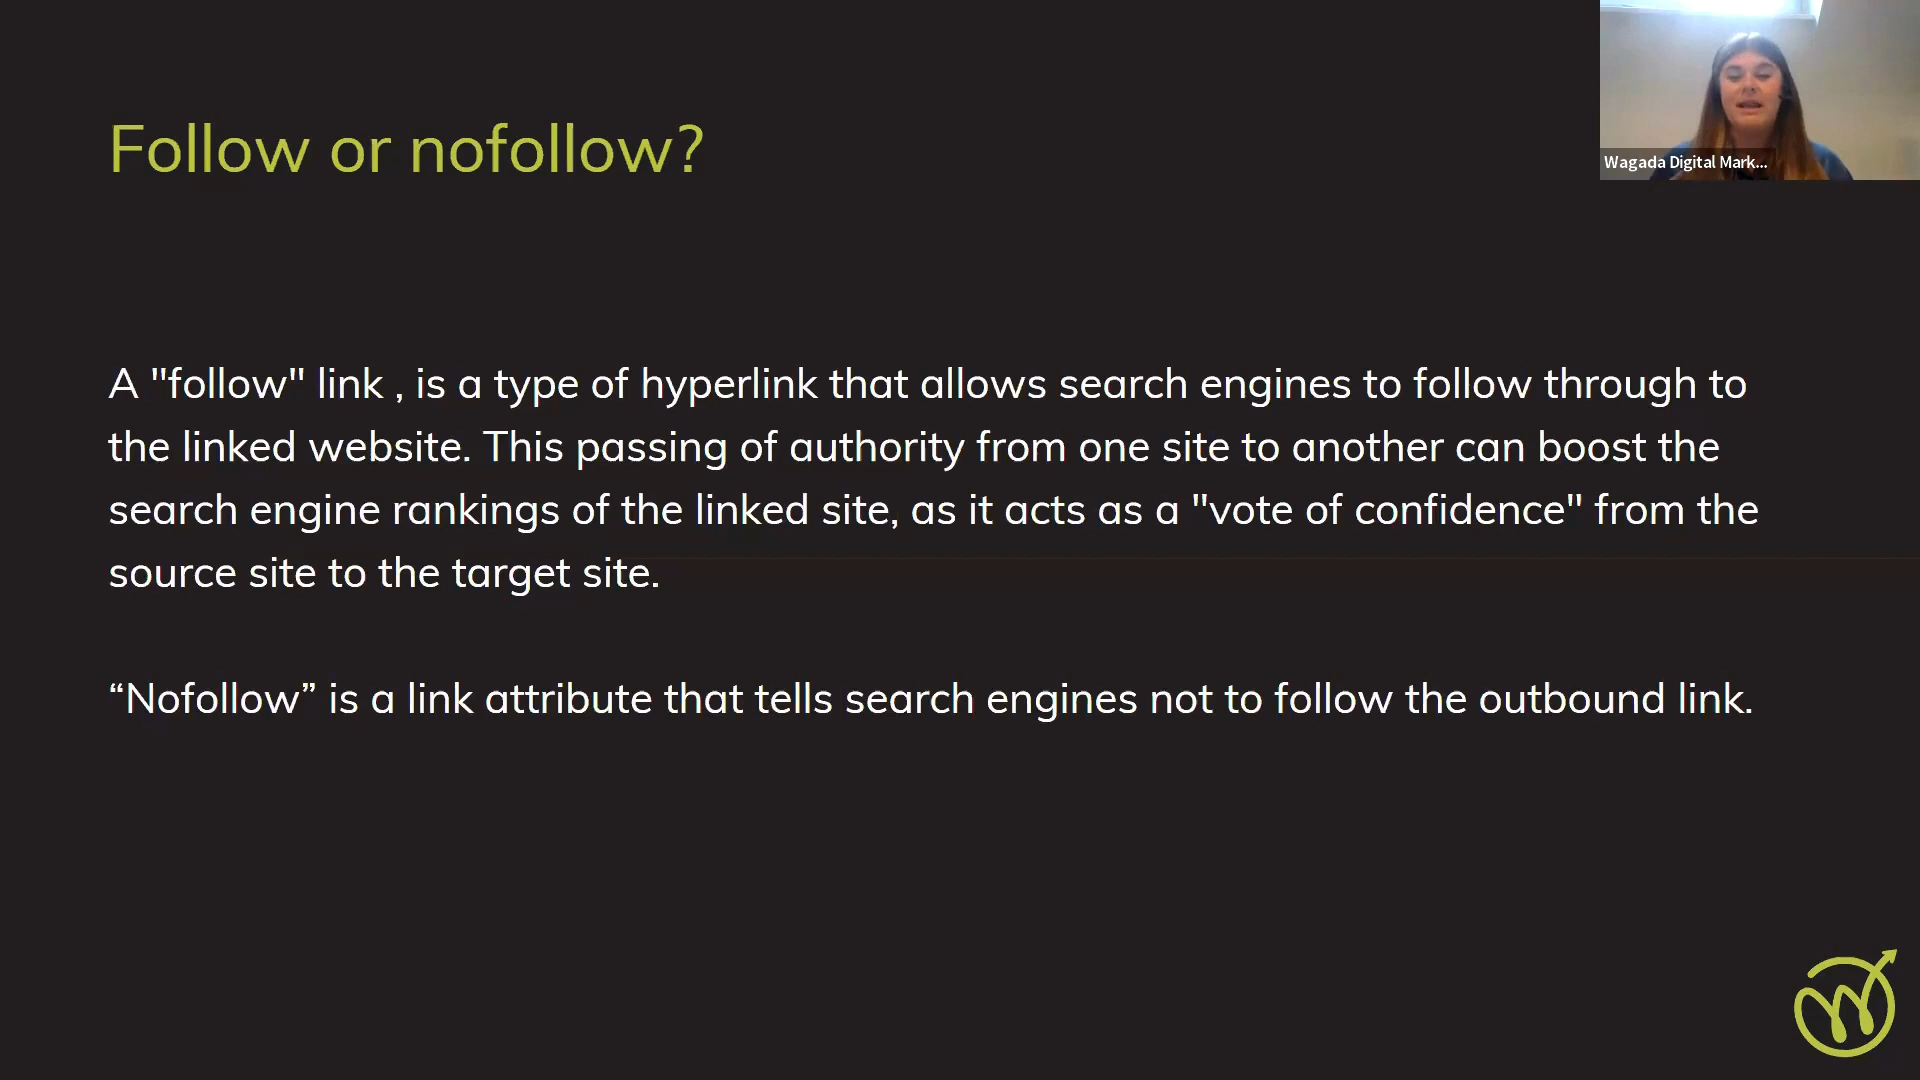 Follow or nofollow?
Wagada Digital Mark...
A "follow" link , is a type of hyperlink that allows search engines to follow through to
the linked website. This passing of authority from one site to another can boost the
search engine rankings of the linked site, as it acts as a "vote of confidence" from the
source site to the target site.
“Nofollow” is a link attribute that tells search engines not to follow the outbound link.